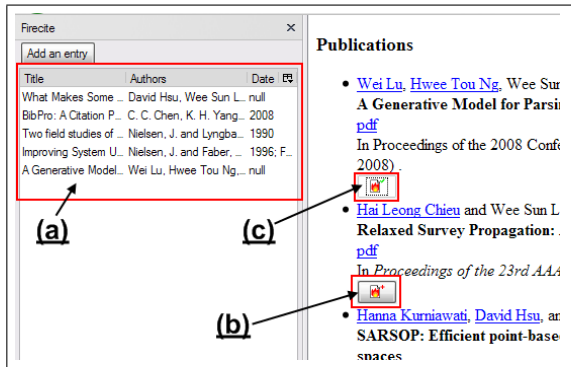 Firecite
Add an entry
Title Authors Date
What Makes Some ... David Hsu, Wee Sun L... null
BibPro: A Citation P... C. C. Chen, K. H. Yang... 2008
Two field studies of ... Nielsen, J. and Lyngba... 1990
Improving System U... Nielsen, J. and Faber, ... 1996; F...
A Generative Model... Wei Lu, Hwee Tou Ng,... null
(a)
(c)
(b)
Publications
• Wei Lu, Hwee Tou Ng, Wee Sun
A Generative Model for Parsin
pdf
In Proceedings of the 2008 Confe
2008) .
• Hai Leong Chieu and Wee Sun L
Relaxed Survey Propagation:
pdf
In Proceedings of the 23rd AAA
• Hanna Kurniawati, David Hsu, an
SARSOP: Efficient point-base
spaces